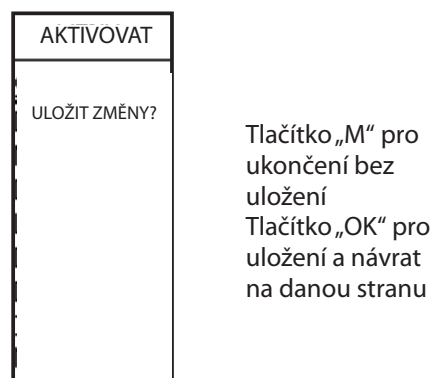 AKTIVOVAT
ULOŽIT ZMĚNY?
Tlačítko „M“ pro
ukončení bez
uložení
Tlačítko „OK“ pro
uložení a návrat
na danou stranu